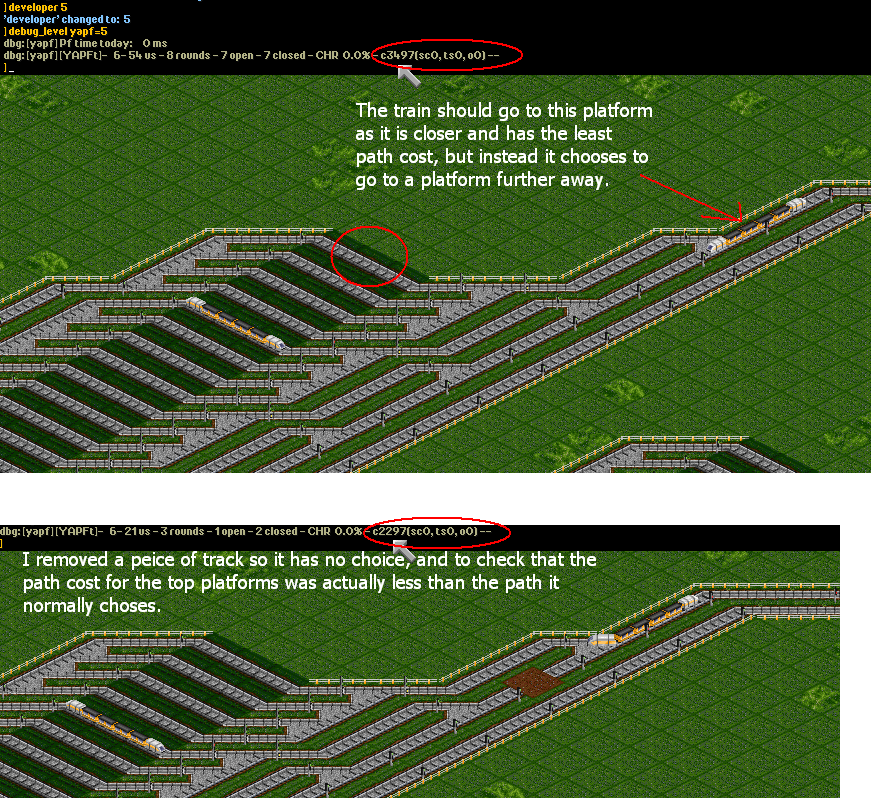 ]developer 5
'developer' changed to: 5
]debug_level yapf=5
dbg: [yapf] Pf time today:   0 ms
dbg: [yapf] [YAPFt]- 6- 54 us - 8 rounds - 7 open - 7 closed - CHR 0.0% - c3497(sc0, ts0, o0) --
]_
The train should go to this platform
as it is closer and has the least
path cost, but instead it chooses to
go to a platform further away.
dbg: [yapf] [YAPFt]- 6- 21 us - 3 rounds - 1 open - 2 closed - CHR 0.0% - c2297(sc0, ts0, o0) --
]
I removed a peice of track so it has no choice, and to check that the
path cost for the top platforms was actually less than the path it
normally choses.